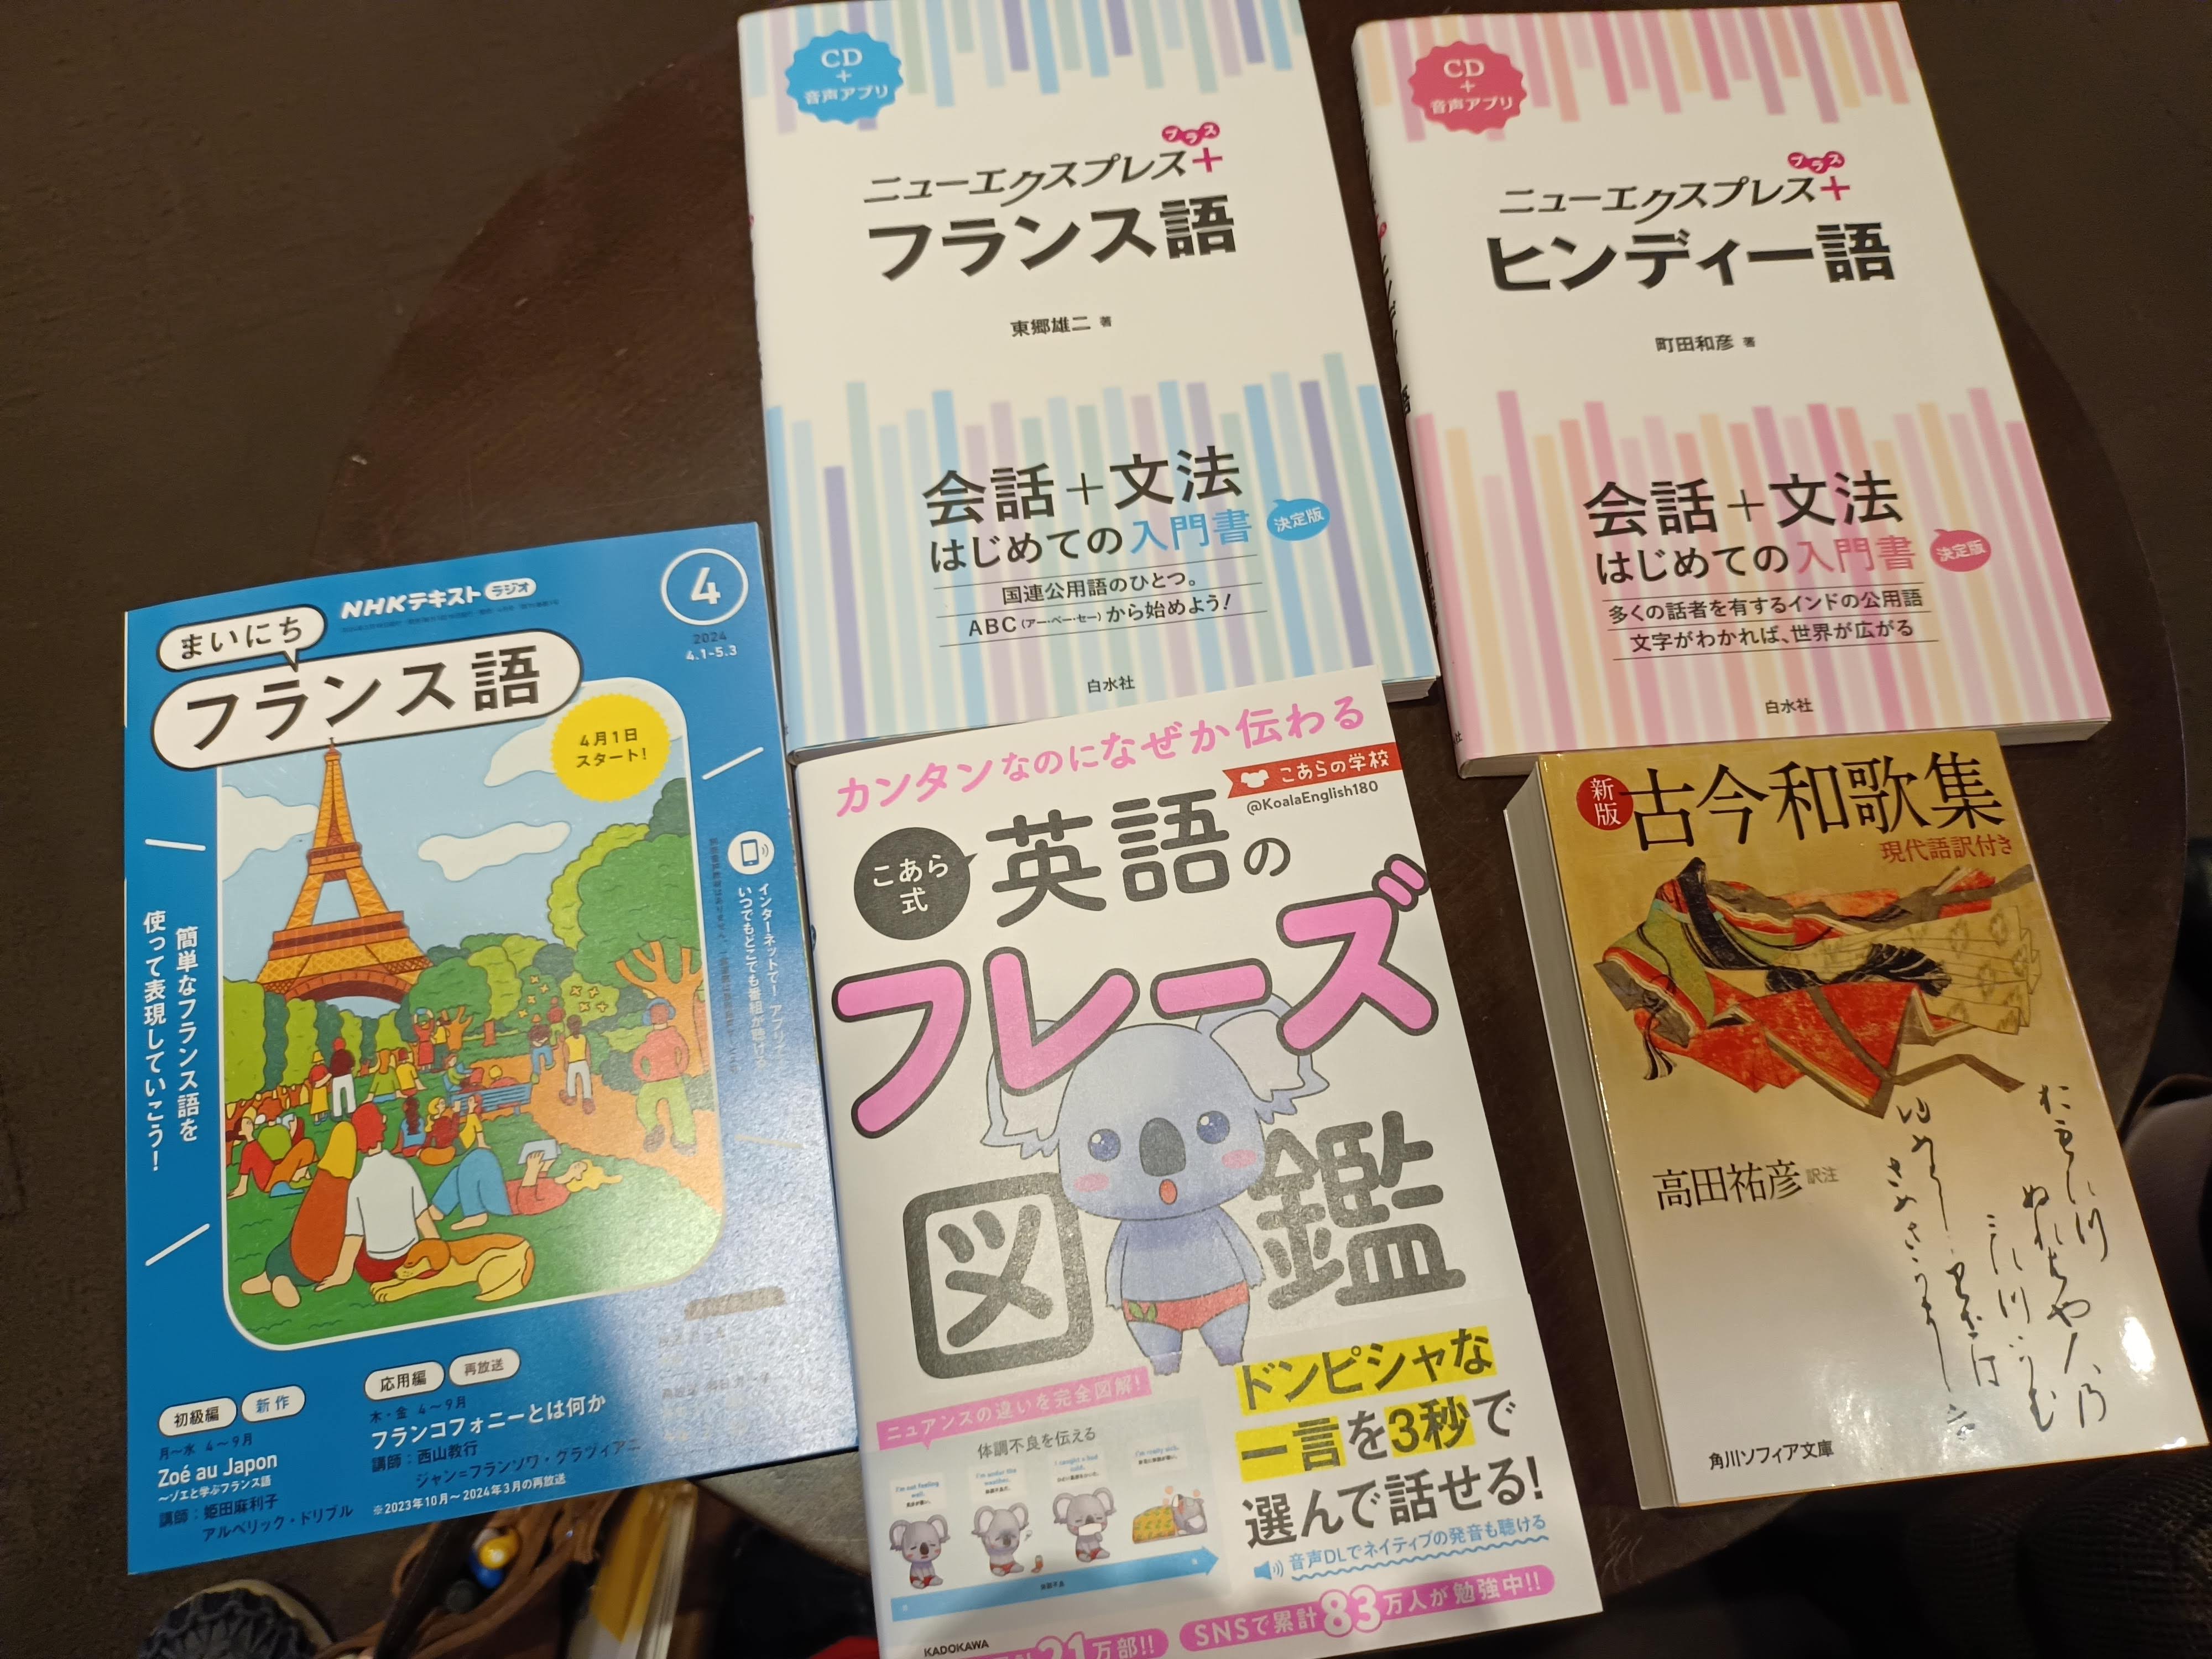 CD
+
音声アプリ
プラス
ニューエクスプレス+
フランス語
東郷雄二 著
会話+文法
はじめての入門書
決定版
国連公用語のひとつ。
ABC(アー・ベー・セー)から始めよう!
白水社
CD
+
音声アプリ
プラス
ニューエクスプレス+
ヒンディー語
町田和彦 著
会話+文法
はじめての入門書
決定版
多くの話者を有するインドの公用語
文字がわかれば、世界が広がる
白水社
NHKテキスト ラジオ
4
2024
4.1-5.3
まいにち
フランス語
4月1日
スタート!
簡単なフランス語を
使って表現していこう!
インターネットで!
いつでもどこでも番組が聴ける
初級編 新作
月~水 4~9月
Zoé au Japon
~ゾエと学ぶフランス語
講師:姫田麻利子
アルベリック・ドリブル
応用編 再放送
木・金 4~9月
フランコフォニーとは何か
講師:西山教行
ジャン=フランソワ・グラヅィアニ
※2023年10月~2024年3月の再放送
カンタンなのになぜか伝わる
こあらの学校
@KoalaEnglish180
こあら式
英語の
フレーズ
図鑑
ニュアンスの違いを完全図解!
体調不良を伝える
I'm not feeling well.
I'm under the weather.
I caught a bad cold.
I'm really sick.
体調不良
ドンピシャな
一言を3秒で
選んで話せる!
音声DLでネイティブの発音も聴ける
KADOKAWA
21万部!!
SNSで累計83万人が勉強中!!
新版
古今和歌集
現代語訳付き
高田祐彦 訳注
角川ソフィア文庫